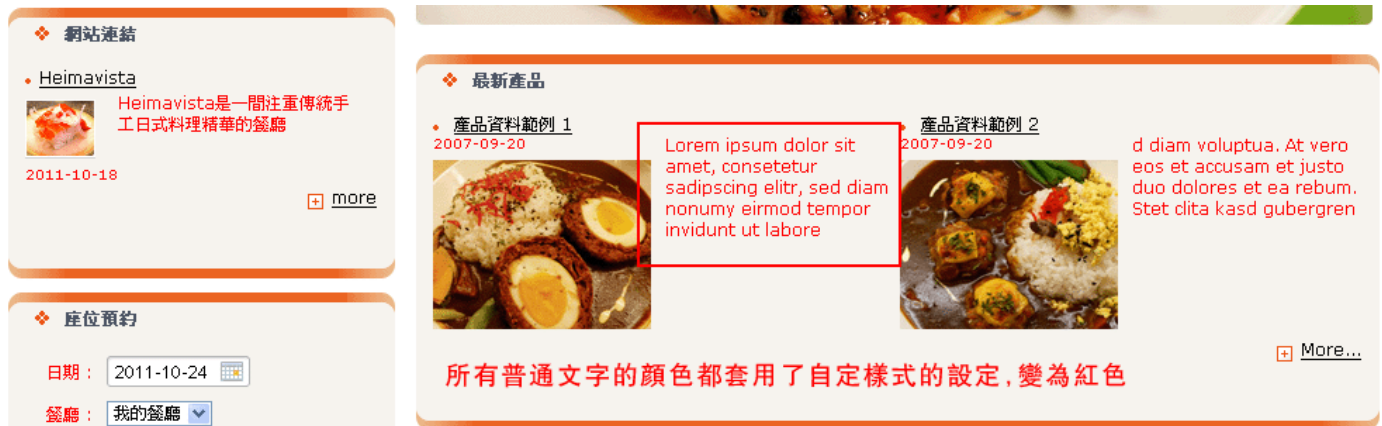 網站連結
Heimavista
Heimavista是一間注重傳統手
工日式料理精華的餐廳
2011-10-18
more
座位預約
日期：
2011-10-24
餐廳：
我的餐廳
最新產品
產品資料範例 1
2007-09-20
Lorem ipsum dolor sit
amet, consetetur
sadipscing elitr, sed diam
nonumy eirmod tempor
invidunt ut labore
產品資料範例 2
2007-09-20
d diam voluptua. At vero
eos et accusam et justo
duo dolores et ea rebum.
Stet clita kasd gubergren
More...
所有普通文字的顏色都套用了自定樣式的設定,變為紅色